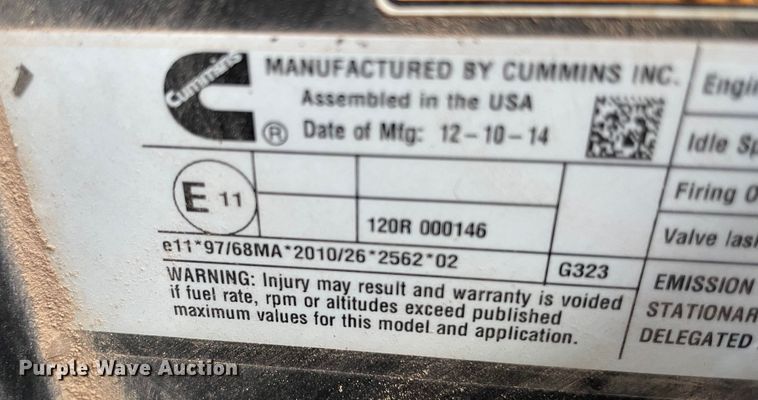 Cummins
MANUFACTURED BY CUMMINS INC.
Assembled in the USA
® Date of Mfg: 12-10-14
E 11
120R 000146
e11*97/68MA*2010/26*2562*02
G323
WARNING: Injury may result and warranty is voided
if fuel rate, rpm or altitudes exceed published
maximum values for this model and application.
Engin
Idle Sp
Firing O
Valve lash
EMISSION
STATIONAR
DELEGATED
Purple Wave Auction